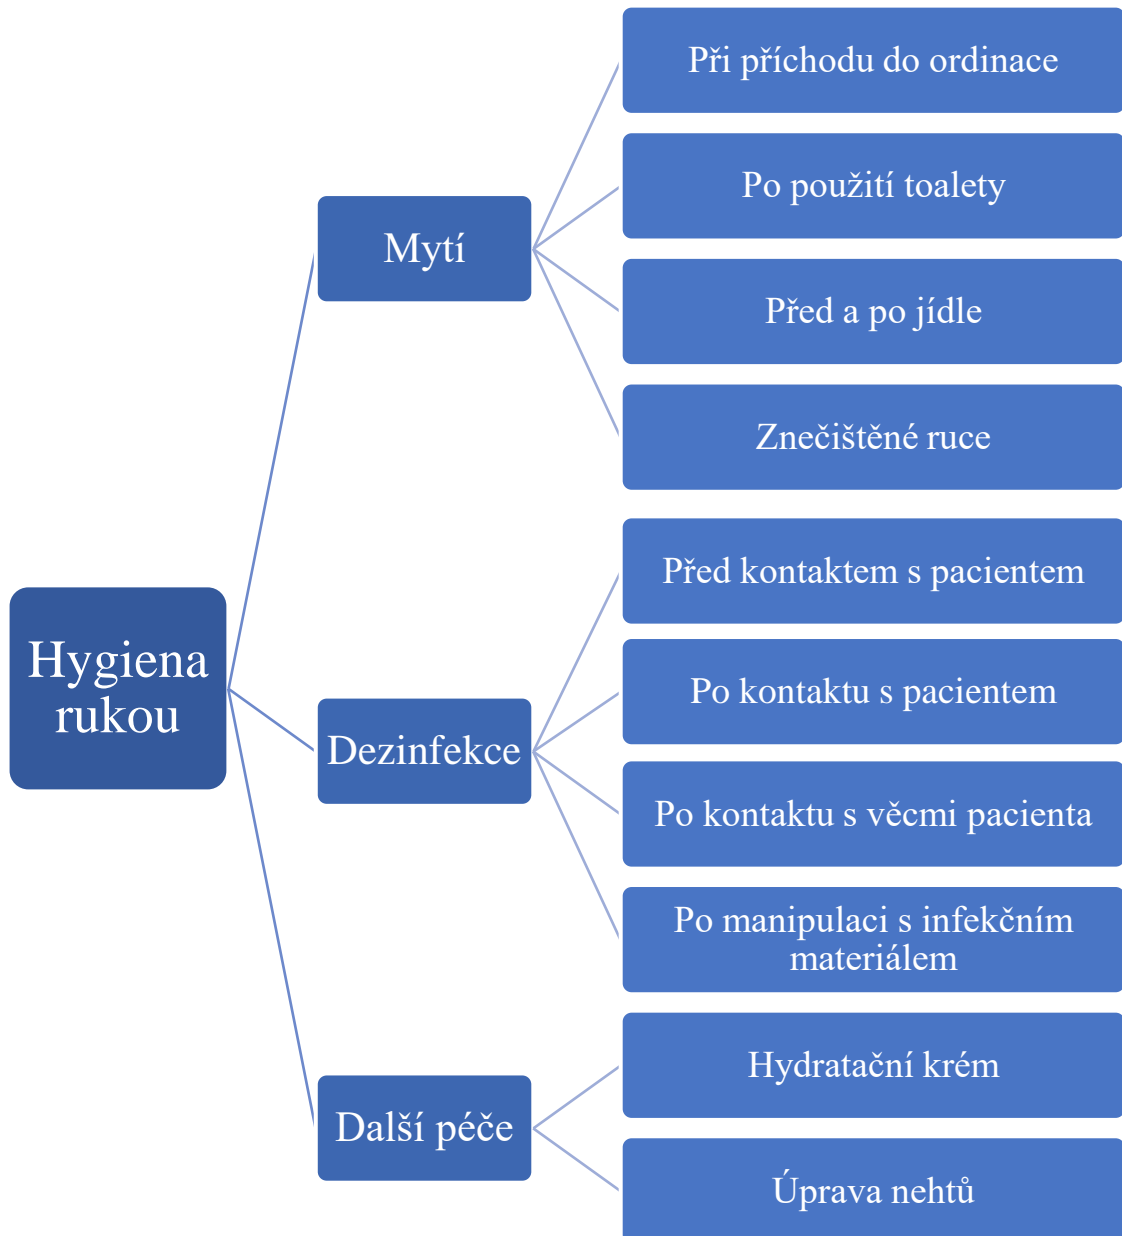 Při příchodu do ordinace
Po použití toalety
Mytí
Před a po jídle
Znečištěné ruce
Před kontaktem s pacientem
Hygiena
rukou
Po kontaktu s pacientem
Dezinfekce
Po kontaktu s věcmi pacienta
Po manipulaci s infekčním
materiálem
Hydratační krém
Další péče
Úprava nehtů